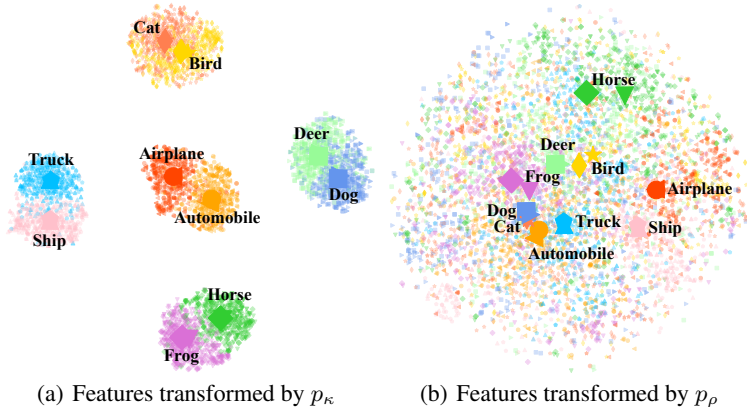 Cat
Bird
Deer
Dog
Truck
Ship
Airplane
Automobile
Horse
Frog
(a) Features transformed by pκ
Horse
Deer
Bird
Frog
Airplane
Dog
Cat
Truck
Ship
Automobile
(b) Features transformed by pρ